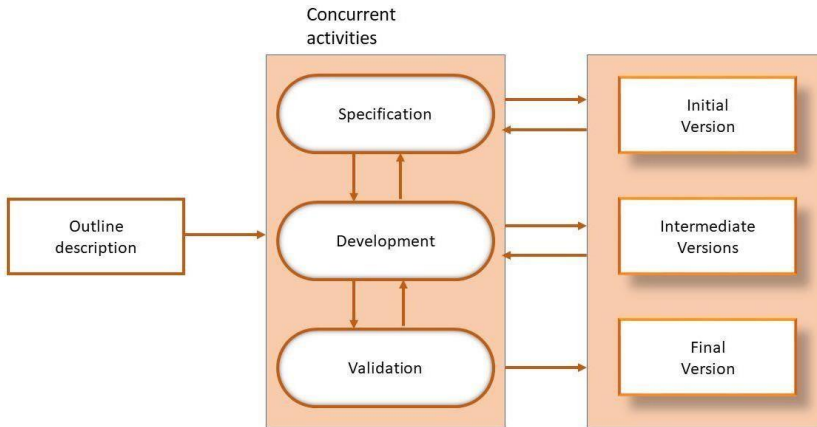 Concurrent
activities
Specification
Initial
Version
Outline
description
Development
Intermediate
Versions
Validation
Final
Version